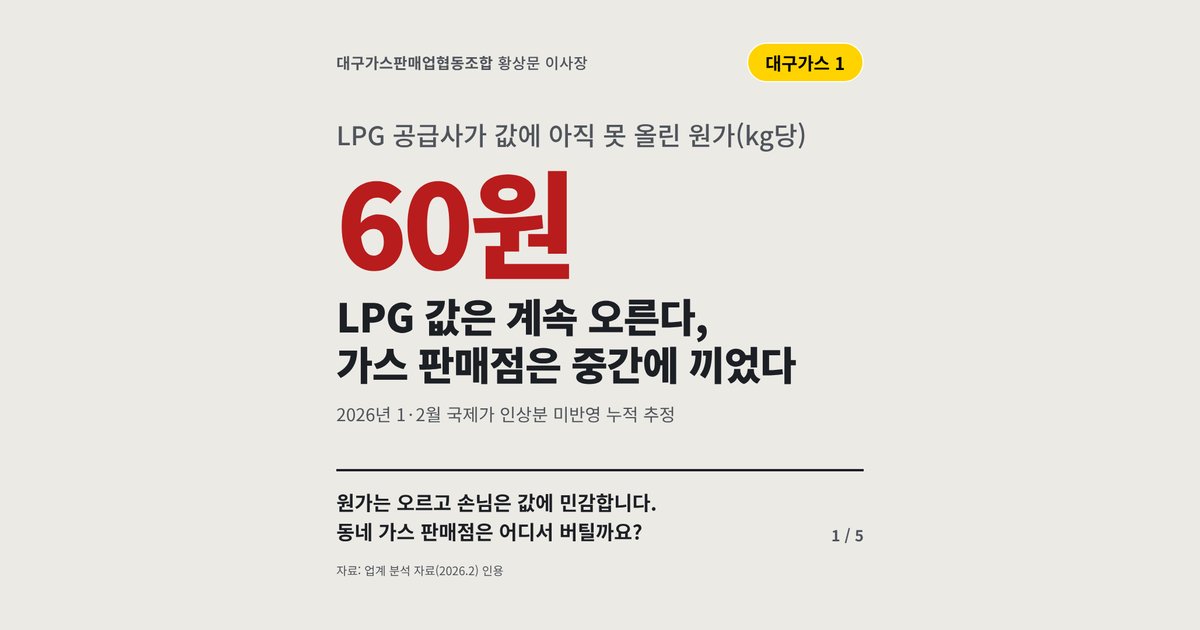 대구가스판매업협동조합 황상문 이사장
대구가스 1
LPG 공급사가 값에 아직 못 올린 원가(kg당)
60원
LPG 값은 계속 오른다,
가스 판매점은 중간에 끼었다
2026년 1·2월 국제가 인상분 미반영 누적 추정
원가는 오르고 손님은 값에 민감합니다.
동네 가스 판매점은 어디서 버틸까요?
1 / 5
자료: 업계 분석 자료(2026.2) 인용